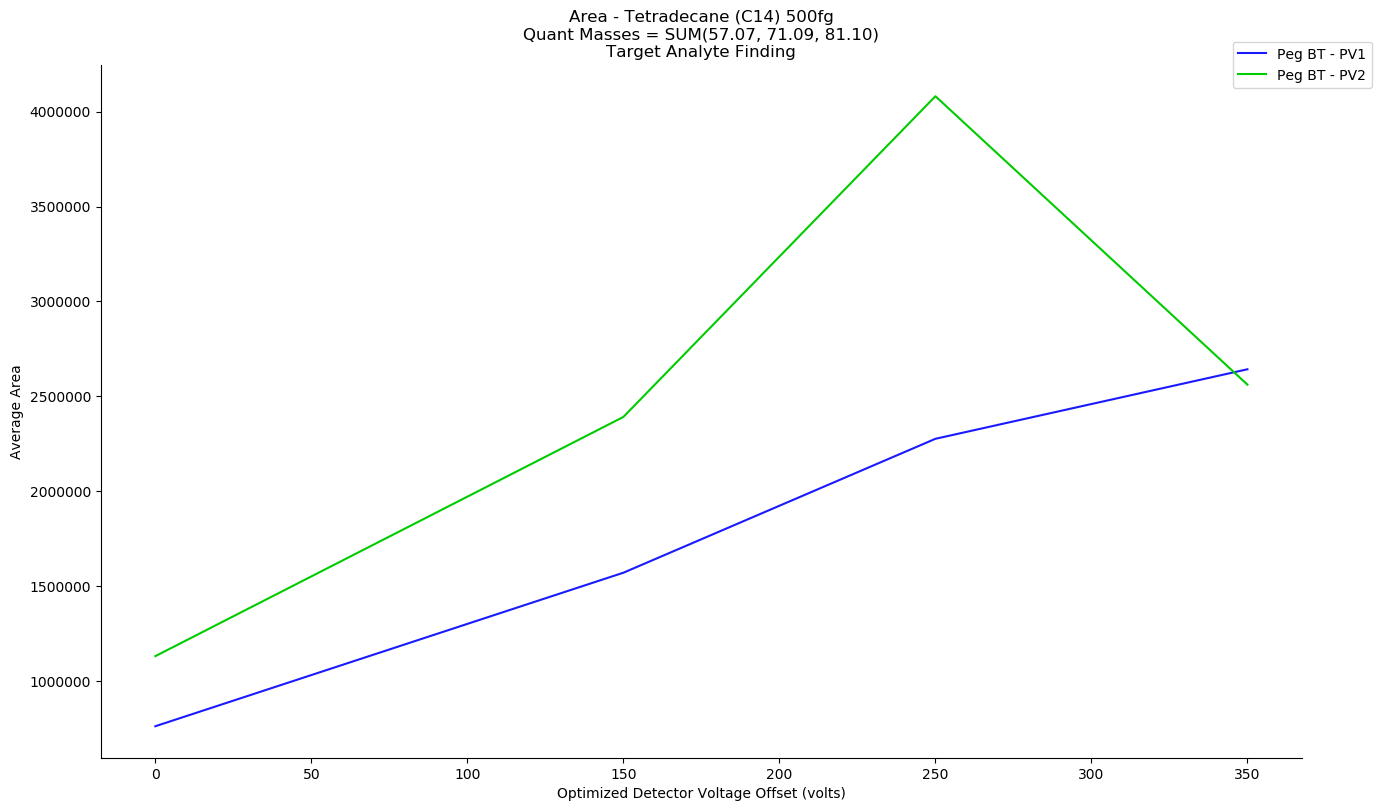 Area - Tetradecane (C14) 500fg
Quant Masses = SUM(57.07, 71.09, 81.10)
Target Analyte Finding
Peg BT - PV1
Peg BT - PV2
4000000
3500000
3000000
2500000
2000000
1500000
1000000
Average Area
0 50 100 150 200 250 300 350
Optimized Detector Voltage Offset (volts)